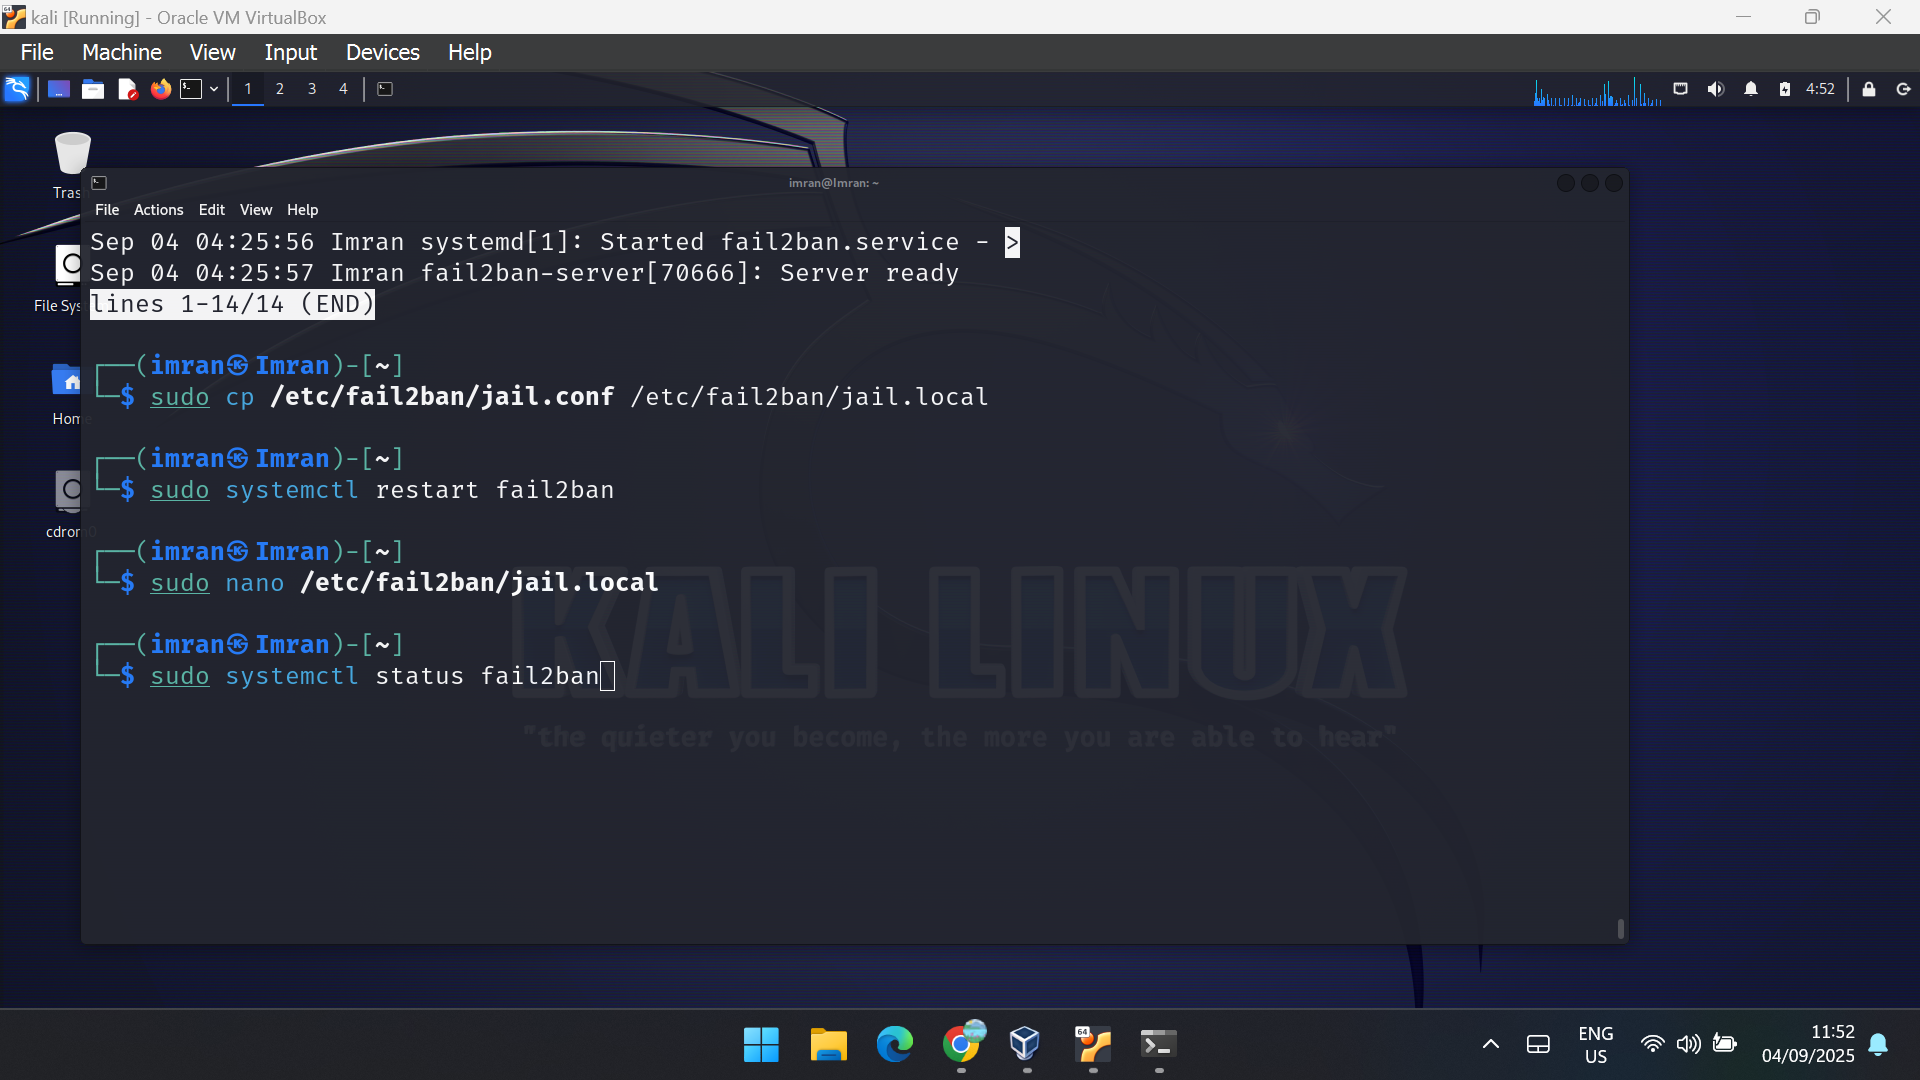 kali [Running] - Oracle VM VirtualBox
File Machine View Input Devices Help
1 2 3 4
4:52
Trash
File Sys
Home
cdrom0
imran@Imran: ~
File Actions Edit View Help
Sep 04 04:25:56 Imran systemd[1]: Started fail2ban.service - >
Sep 04 04:25:57 Imran fail2ban-server[70666]: Server ready
lines 1-14/14 (END)
┌──(imran㉿Imran)-[~]
└─$ sudo cp /etc/fail2ban/jail.conf /etc/fail2ban/jail.local
┌──(imran㉿Imran)-[~]
└─$ sudo systemctl restart fail2ban
┌──(imran㉿Imran)-[~]
└─$ sudo nano /etc/fail2ban/jail.local
┌──(imran㉿Imran)-[~]
└─$ sudo systemctl status fail2ban
KALI LINUX
"the quieter you become, the more you are able to hear"
64
ENG
US
11:52
04/09/2025